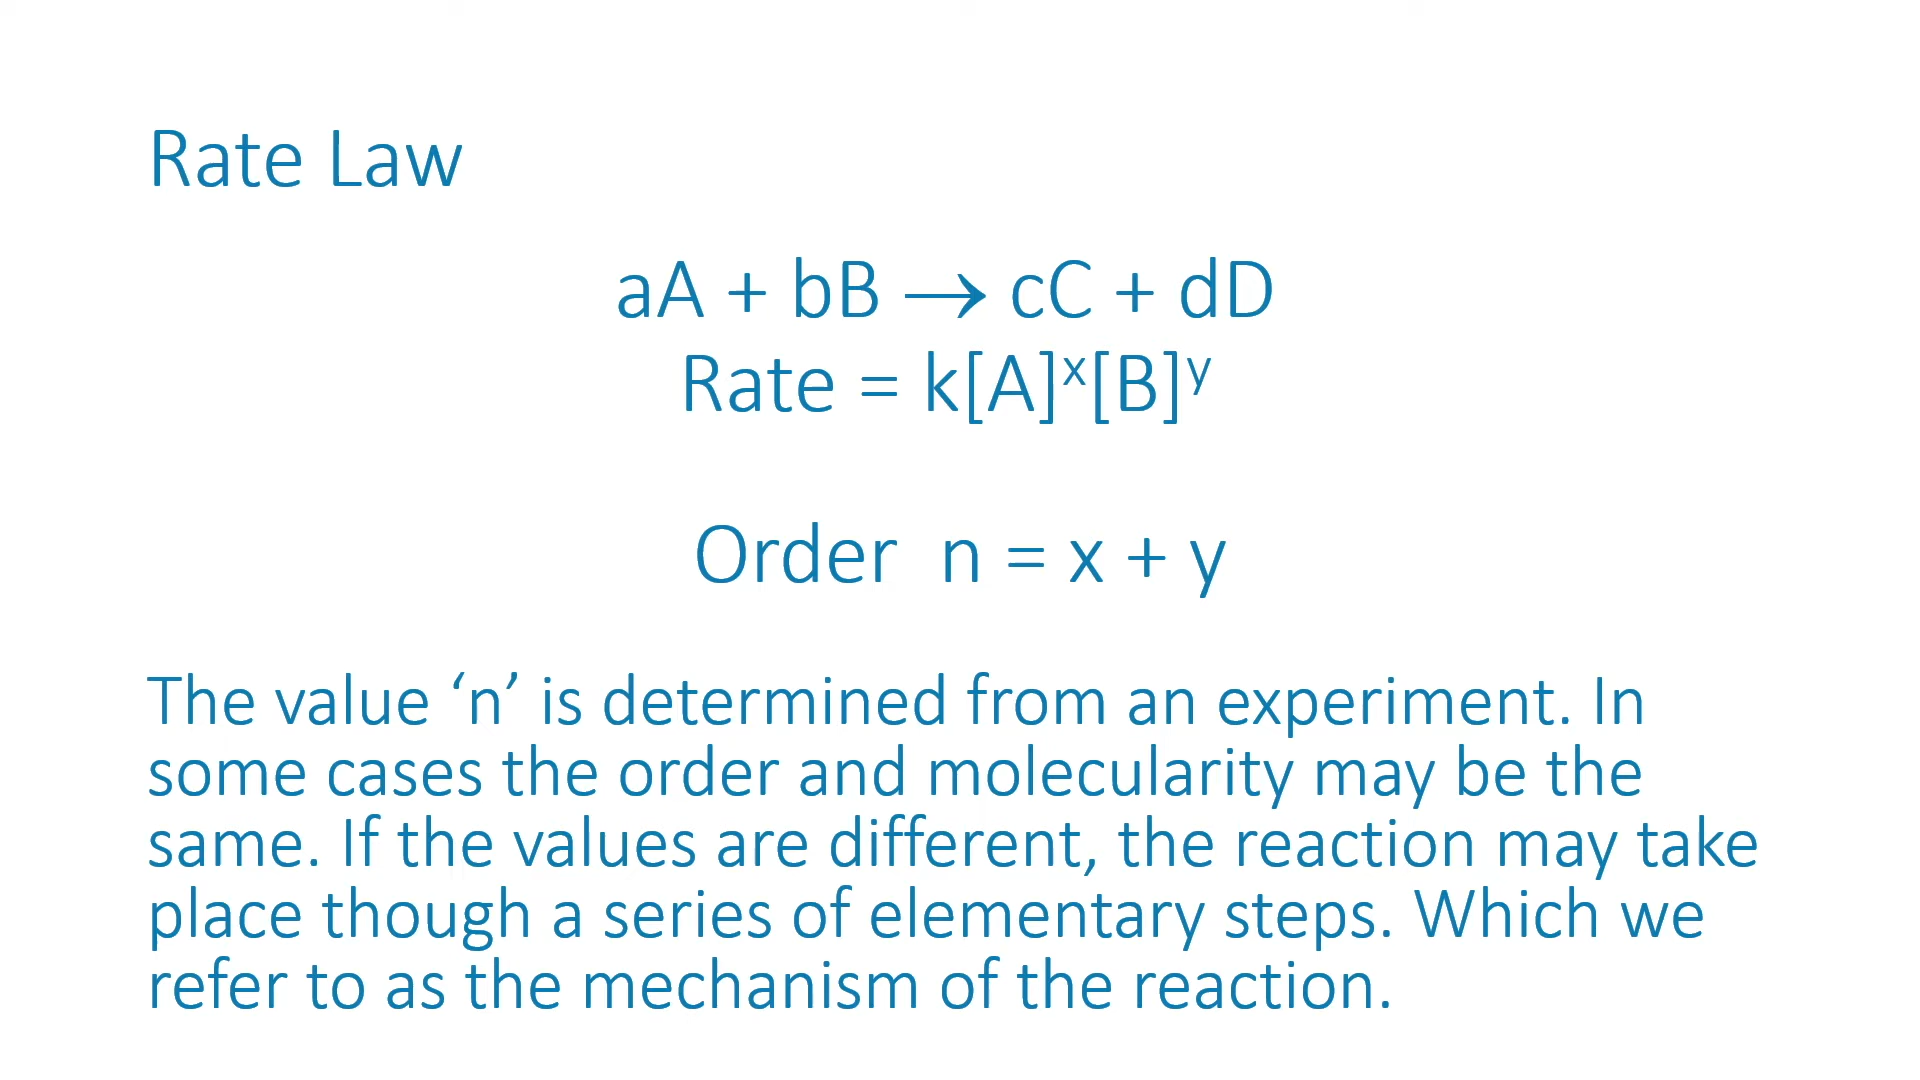 Rate Law
aA + bB → cC + dD
Rate = k[A]ˣ[B]ʸ
Order n = x + y
The value ‘n’ is determined from an experiment. In
some cases the order and molecularity may be the
same. If the values are different, the reaction may take
place though a series of elementary steps. Which we
refer to as the mechanism of the reaction.